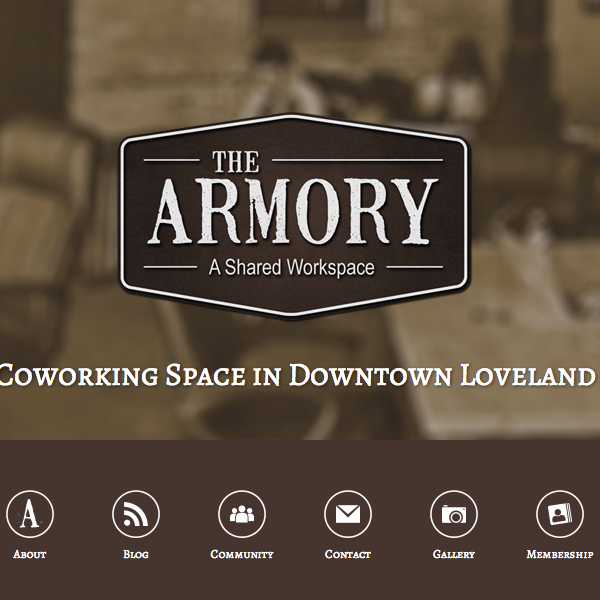 THE
ARMORY
A Shared Workspace
Coworking Space in Downtown Loveland
A
About
Blog
Community
Contact
Gallery
Membership